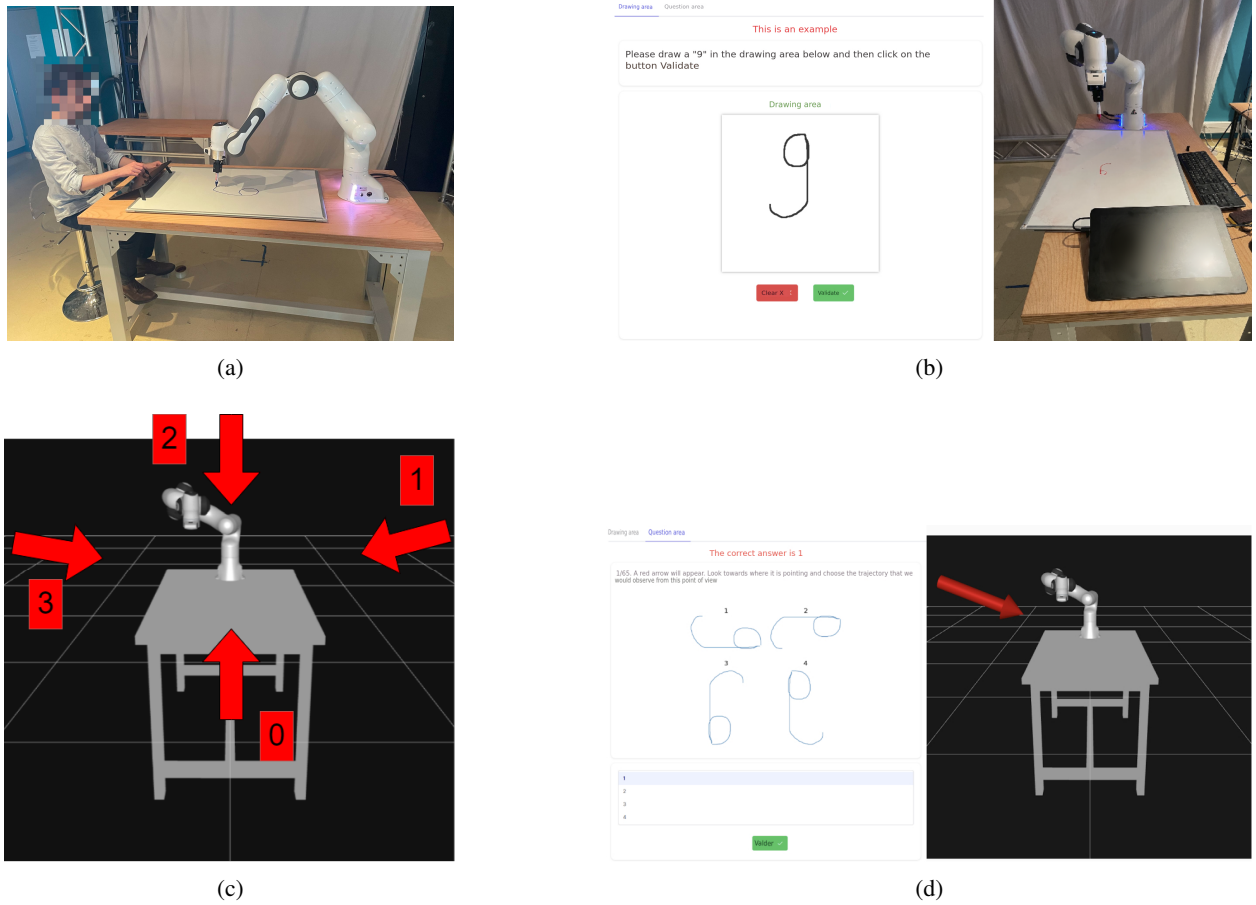 (a)
Drawing area Question area
This is an example
Please draw a "9" in the drawing area below and then click on the
button Validate
Drawing area
Clear X
Validate
(b)
2
1
3
0
(c)
Drawing area Question area
The correct answer is 1
1/65, A red arrow will appear. Look towards where it is pointing and choose the trajectory that we
would observe from this point of view
1 2
3 4
1
2
3
4
Valider
(d)